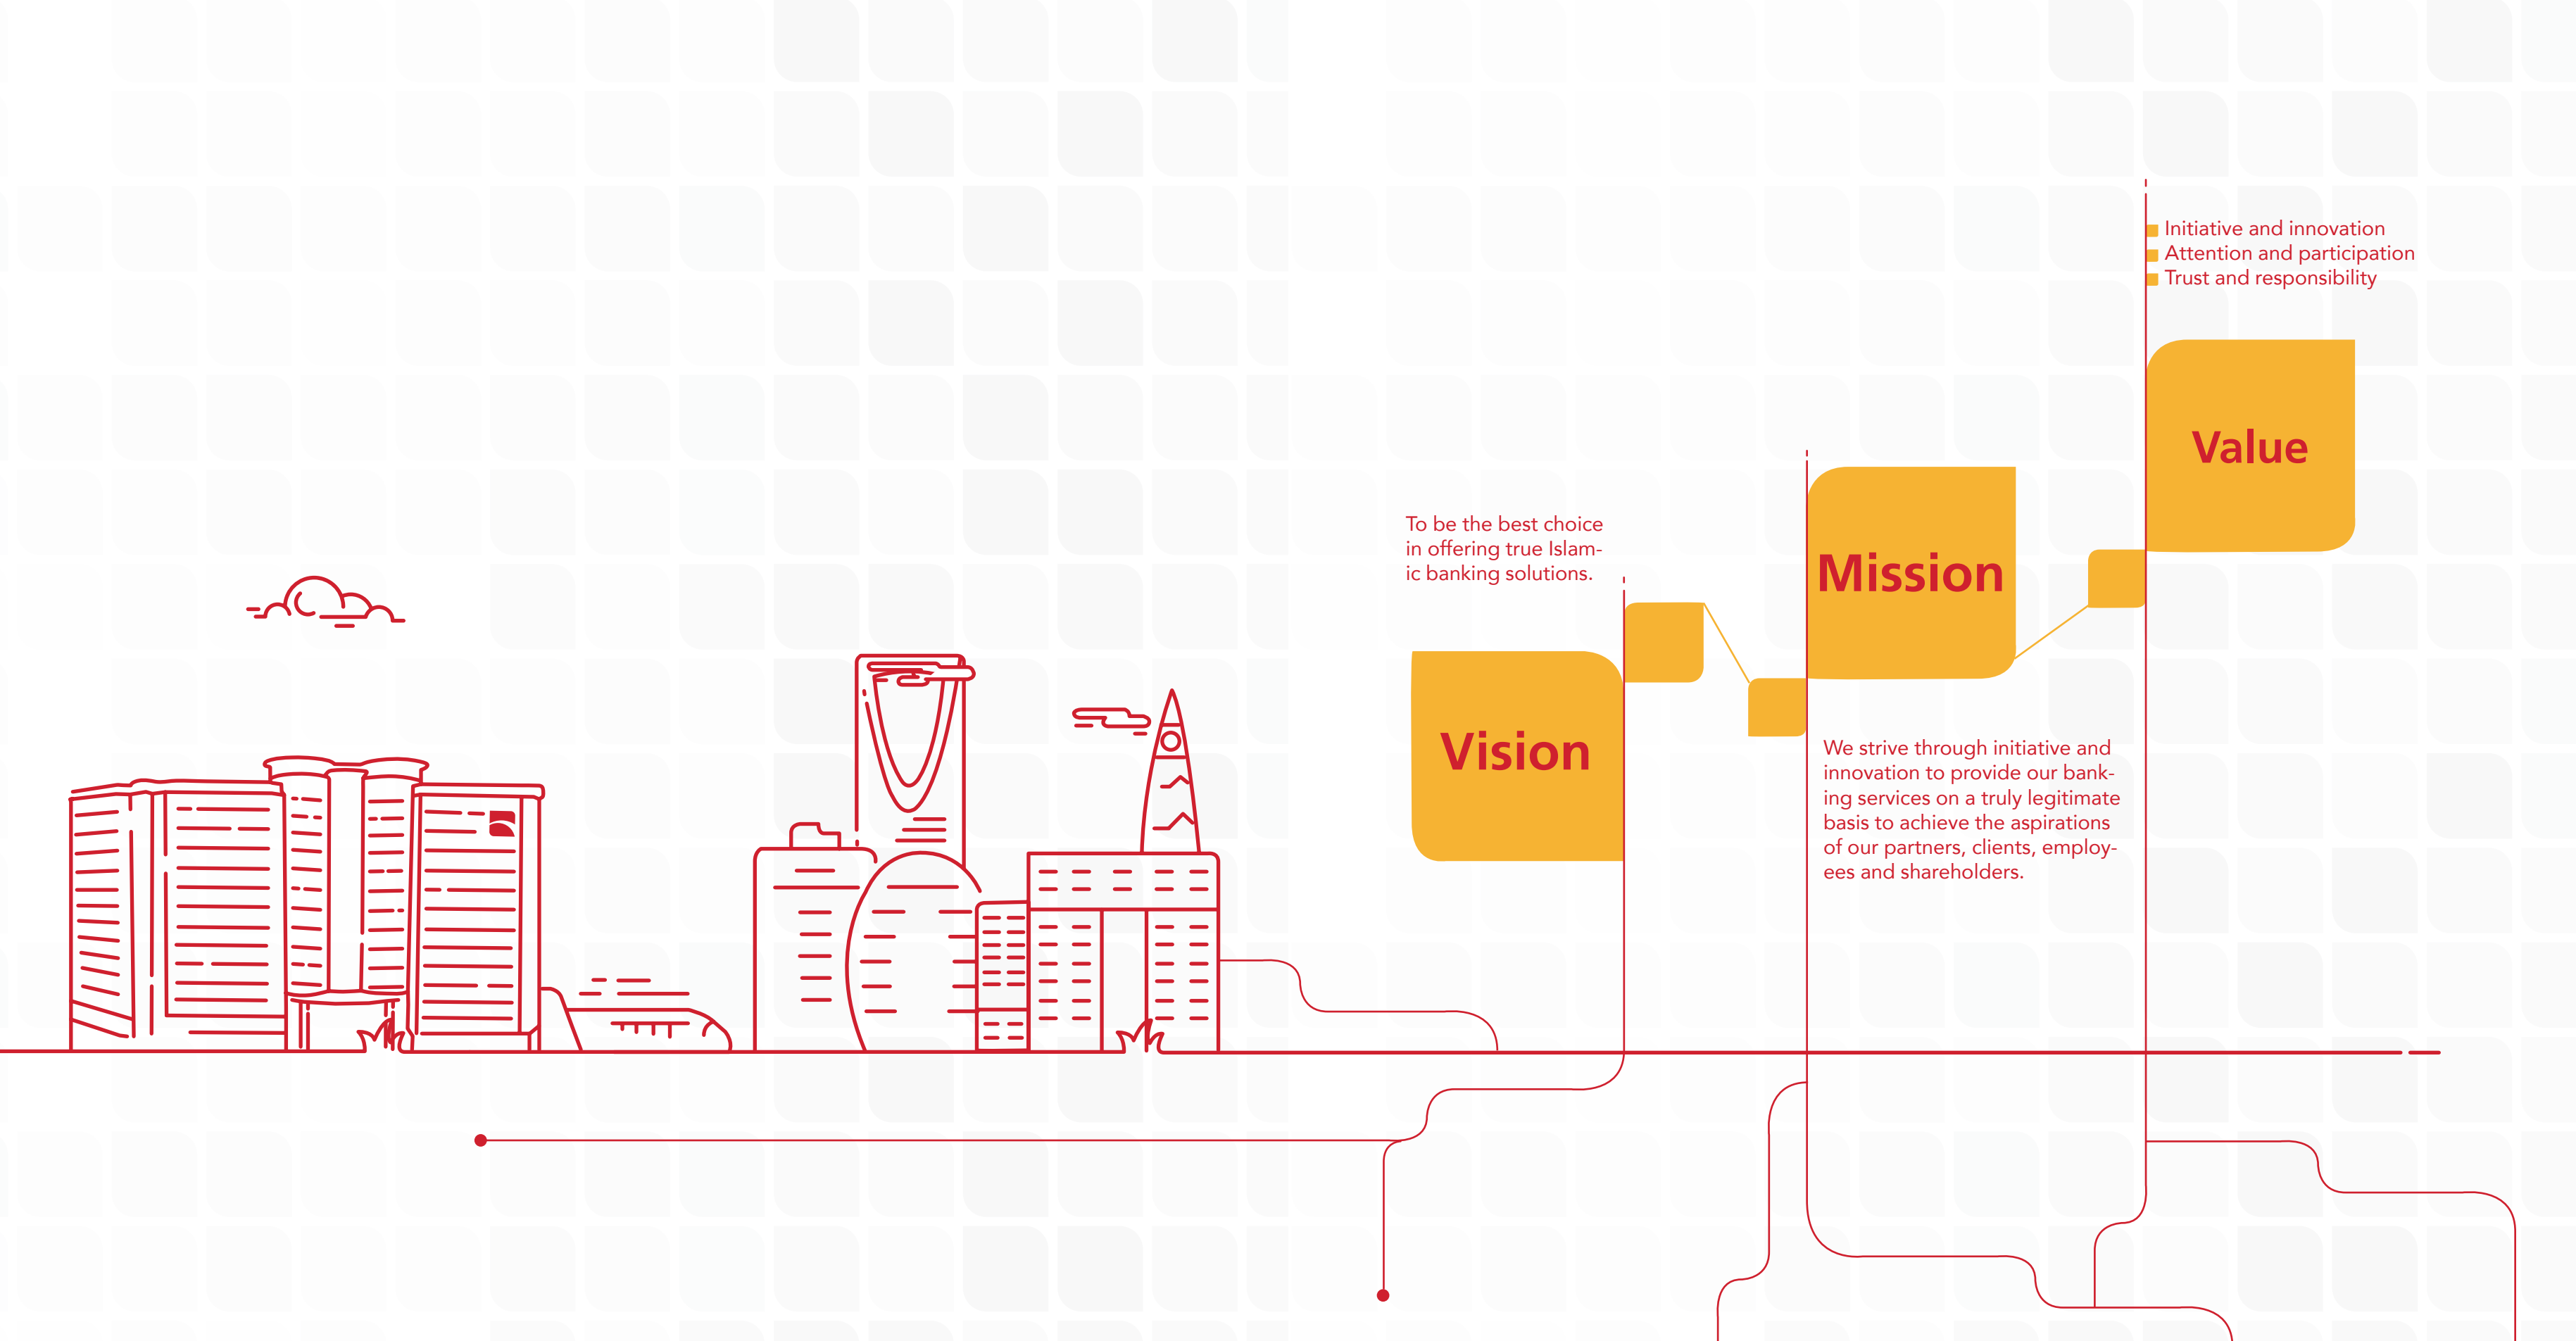 To be the best choice
in offering true Islam-
ic banking solutions.
Vision
Mission
We strive through initiative and
innovation to provide our bank-
ing services on a truly legitimate
basis to achieve the aspirations
of our partners, clients, employ-
ees and shareholders.
Initiative and innovation
Attention and participation
Trust and responsibility
Value